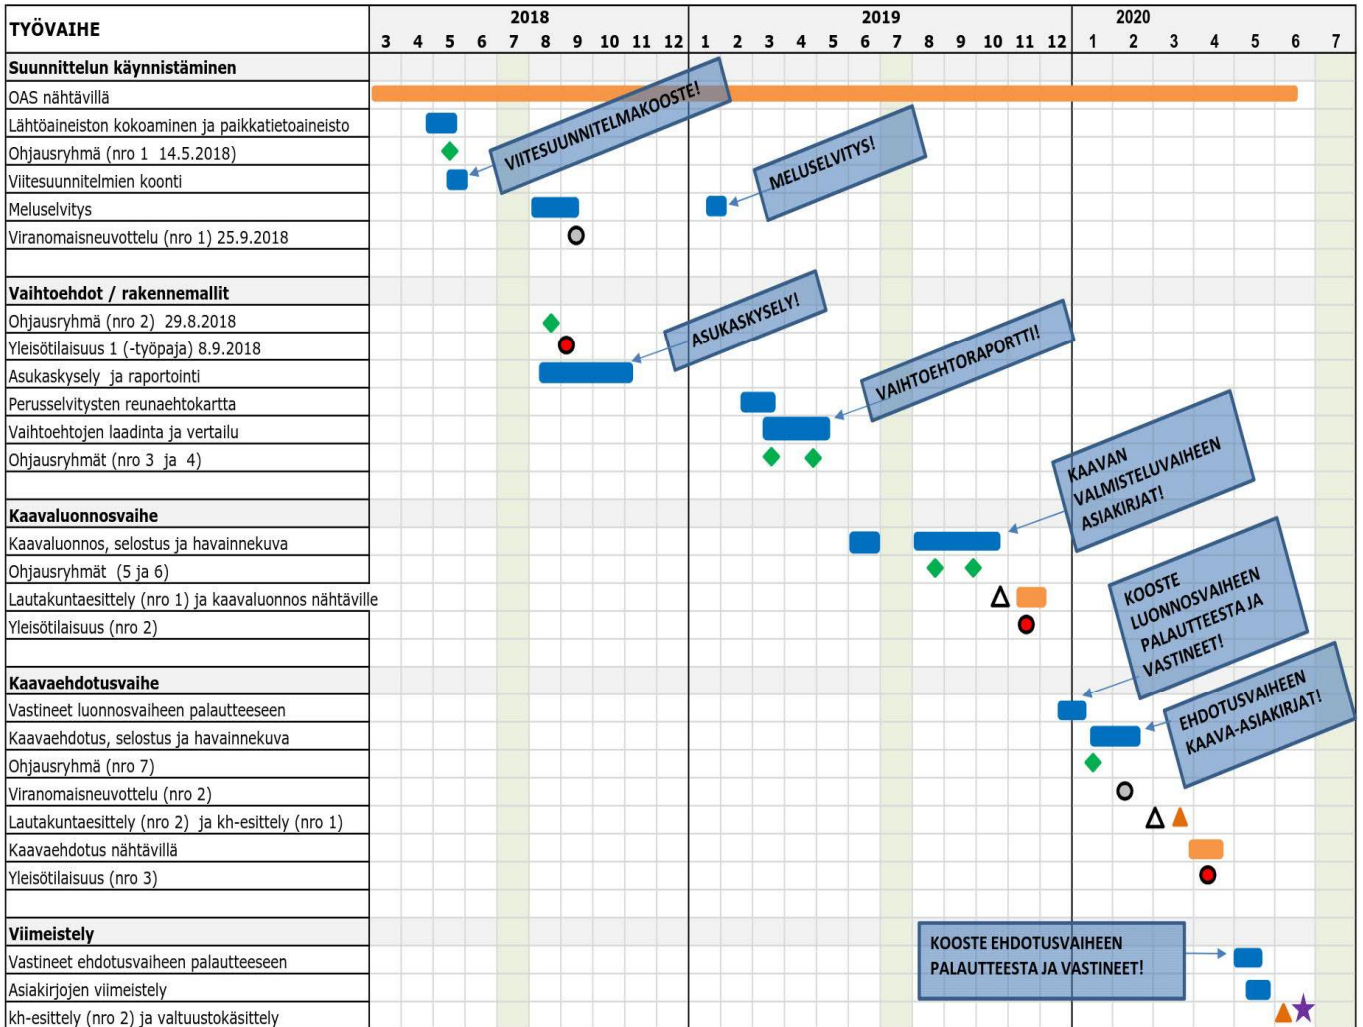 TYÖVAIHE
2018 2019 2020
3 4 5 6 7 8 9 10 11 12 1 2 3 4 5 6 7 8 9 10 11 12 1 2 3 4 5 6 7
Suunnittelun käynnistäminen
OAS nähtävillä
Lähtöaineiston kokoaminen ja paikkatietoaineisto
Ohjausryhmä (nro 1 14.5.2018)
Viitesuunnitelmien koonti
VIITESUUNNITELMAKOOSTE!
Meluselvitys
MELUSELVITYS!
Viranomaisneuvottelu (nro 1) 25.9.2018
Vaihtoehdot / rakennemallit
Ohjausryhmä (nro 2) 29.8.2018
Yleisötilaisuus 1 (-työpaja) 8.9.2018
Asukaskysely ja raportointi
ASUKASKYSELY!
Perusselvitysten reunaehtokartta
Vaihtoehtojen laadinta ja vertailu
VAIHTOEHTORAPORTTI!
Ohjausryhmät (nro 3 ja 4)
Kaavaluonnosvaihe
Kaavaluonnos, selostus ja havainnekuva
KAAVAN
VALMISTELUVAIHEEN
ASIAKIRJAT!
Ohjausryhmät (5 ja 6)
Lautakuntaesittely (nro 1) ja kaavaluonnos nähtäville
Yleisötilaisuus (nro 2)
Kaavaehdotusvaihe
Vastineet luonnosvaiheen palautteeseen
KOOSTE
LUONNOSVAIHEEN
PALAUTTEESTA JA
VASTINEET!
Kaavaehdotus, selostus ja havainnekuva
EHDOTUSVAIHEEN
KAAVA-ASIAKIRJAT!
Ohjausryhmä (nro 7)
Viranomaisneuvottelu (nro 2)
Lautakuntaesittely (nro 2) ja kh-esittely (nro 1)
Kaavaehdotus nähtävillä
Yleisötilaisuus (nro 3)
Viimeistely
Vastineet ehdotusvaiheen palautteeseen
KOOSTE EHDOTUSVAIHEEN
PALAUTTEESTA JA VASTINEET!
Asiakirjojen viimeistely
kh-esittely (nro 2) ja valtuustokäsittely